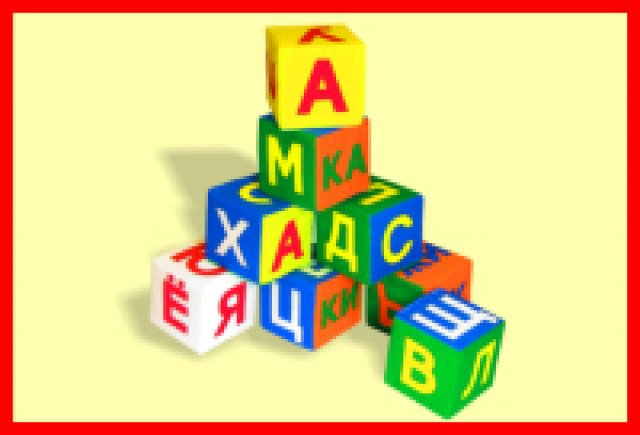 А
М КА
Х А Д С
Ё Я Ц КИ
Щ
В Л